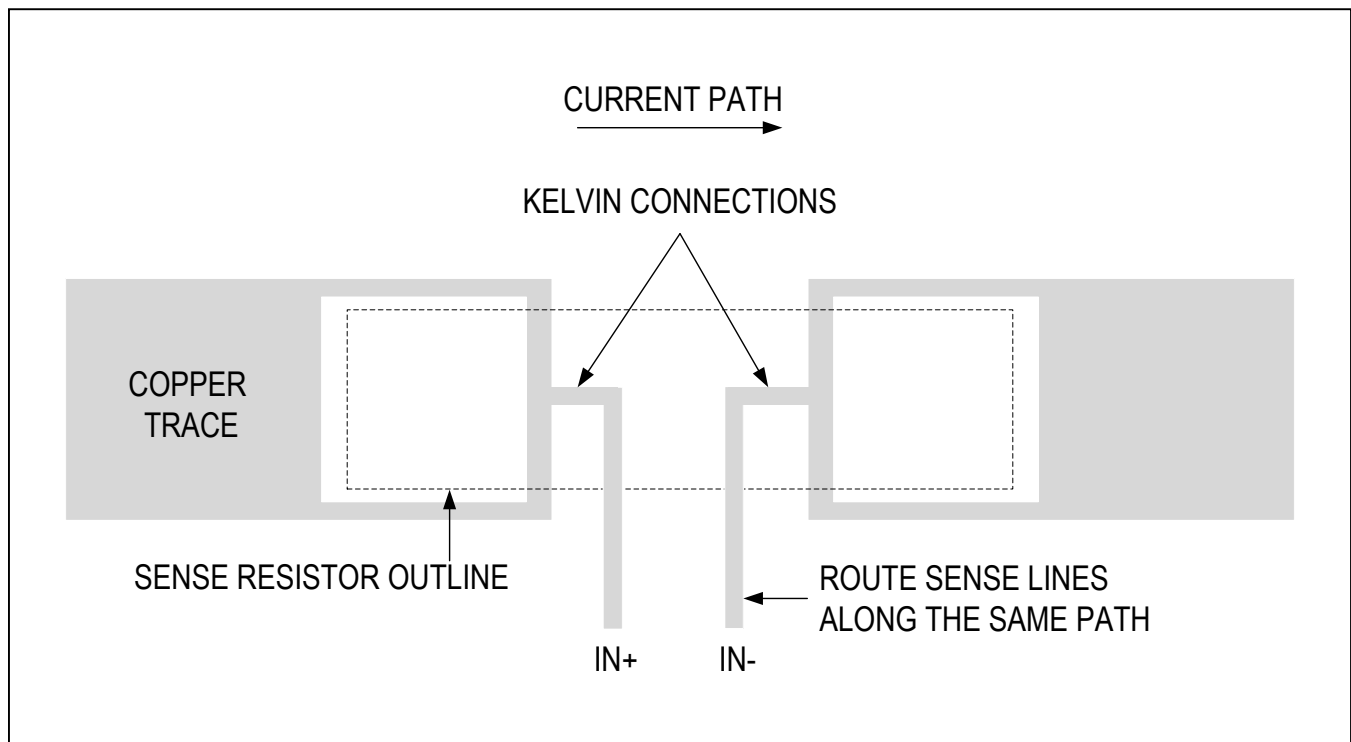 CURRENT PATH
KELVIN CONNECTIONS
COPPER
TRACE
SENSE RESISTOR OUTLINE
ROUTE SENSE LINES
ALONG THE SAME PATH
IN+
IN-